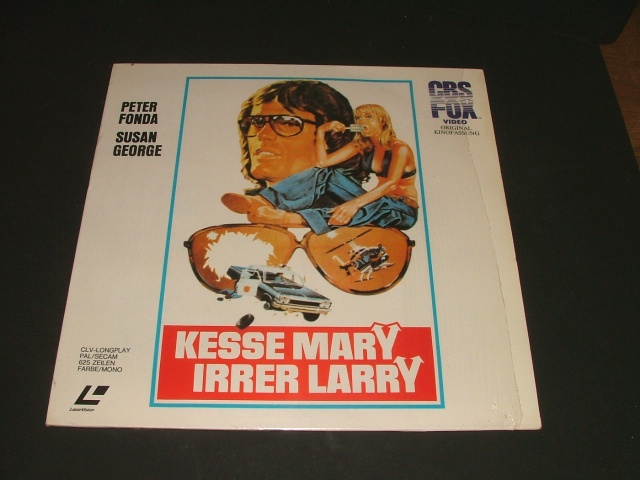 PETER
FONDA
SUSAN
GEORGE
CBS
FOX
VIDEO
ORIGINAL
KINOFASSUNG
KESSE MARY
IRRER LARRY
CLV-LONGPLAY
PAL/SECAM
625 ZEILEN
FARBE/MONO
LaserVision